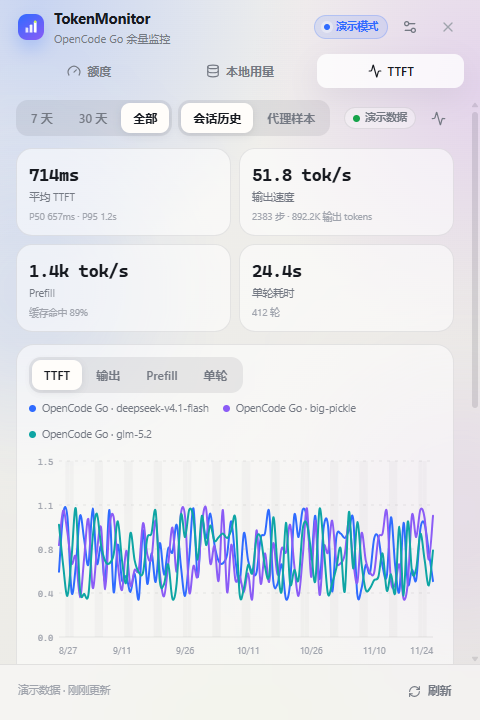 TokenMonitor
OpenCode Go 余量监控
演示模式
额度
本地用量
TTFT
7 天
30 天
全部
会话历史
代理样本
演示数据
714ms
平均 TTFT
P50 657ms · P95 1.2s
51.8 tok/s
输出速度
2383 步 · 892.2K 输出 tokens
1.4k tok/s
Prefill
缓存命中 89%
24.4s
单轮耗时
412 轮
TTFT
输出
Prefill
单轮
OpenCode Go · deepseek-v4.1-flash
OpenCode Go · big-pickle
OpenCode Go · glm-5.2
1.5
1.1
0.8
0.4
0.0
8/27
9/11
9/26
10/11
10/26
11/10
11/24
演示数据 · 刚刚更新
刷新